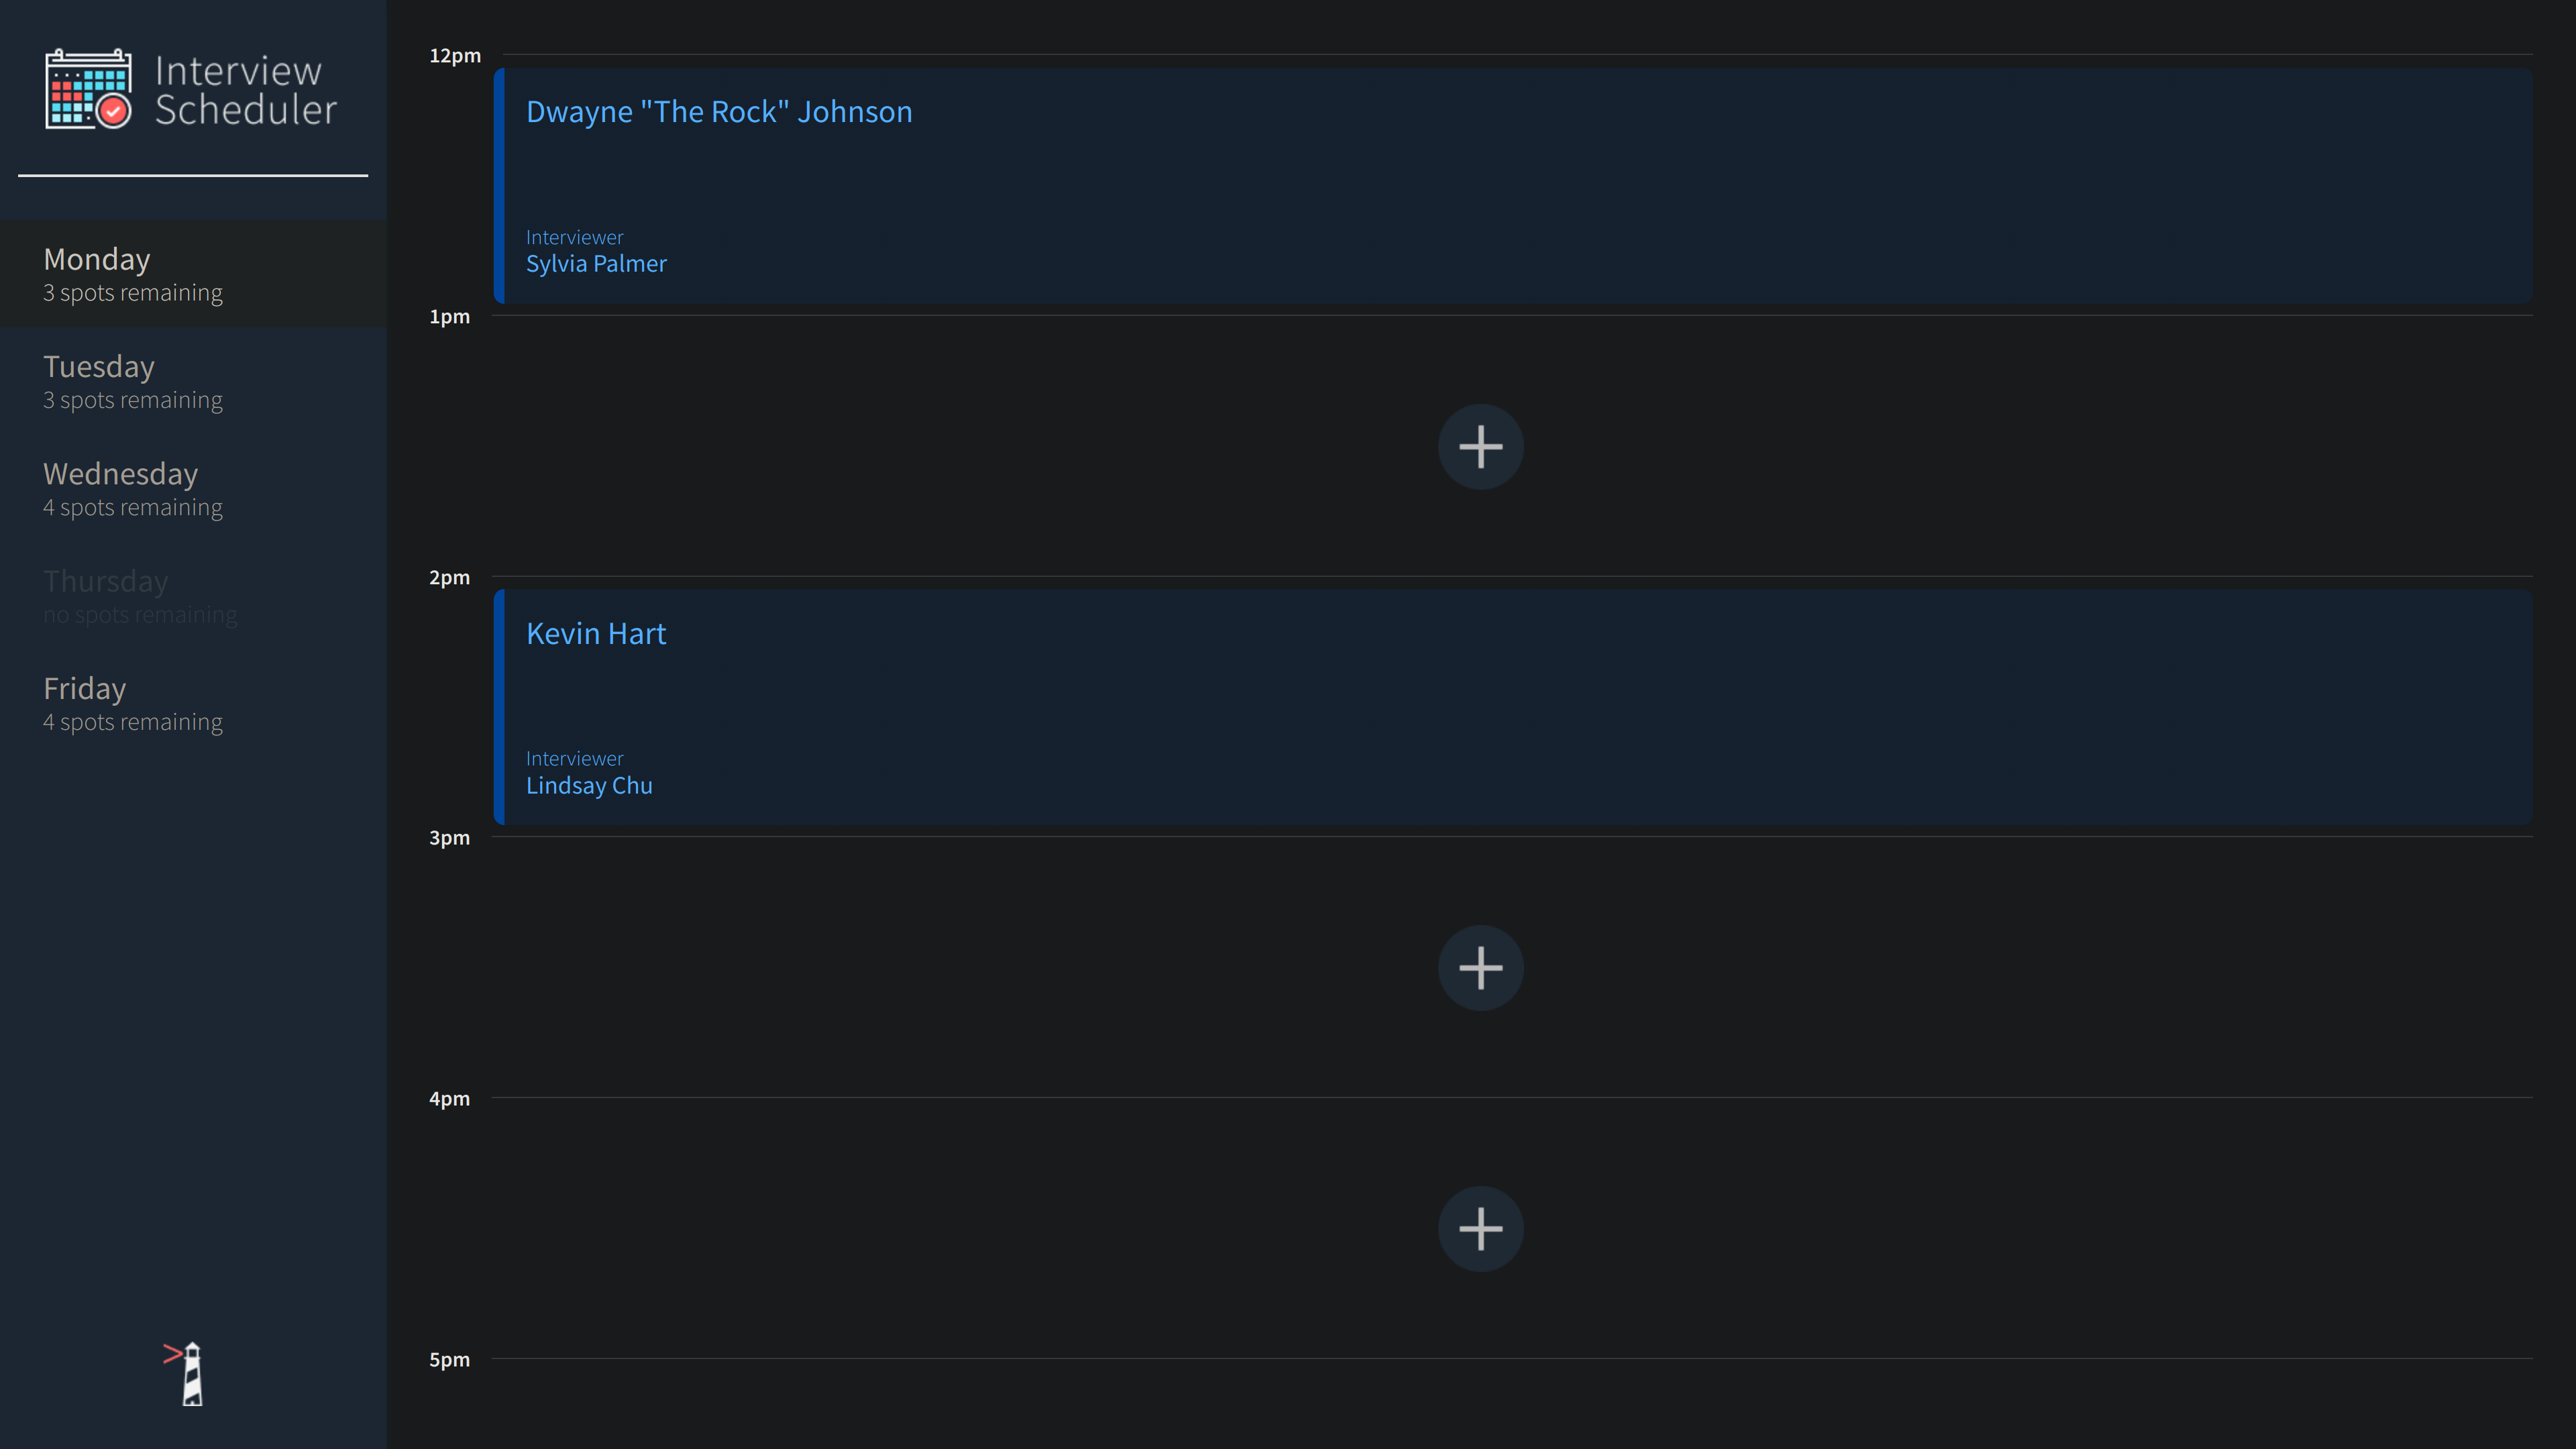 Interview
Scheduler
Monday
3 spots remaining
Tuesday
3 spots remaining
Wednesday
4 spots remaining
Thursday
no spots remaining
Friday
4 spots remaining
12pm
Dwayne "The Rock" Johnson
Interviewer
Sylvia Palmer
1pm
2pm
Kevin Hart
Interviewer
Lindsay Chu
3pm
4pm
5pm